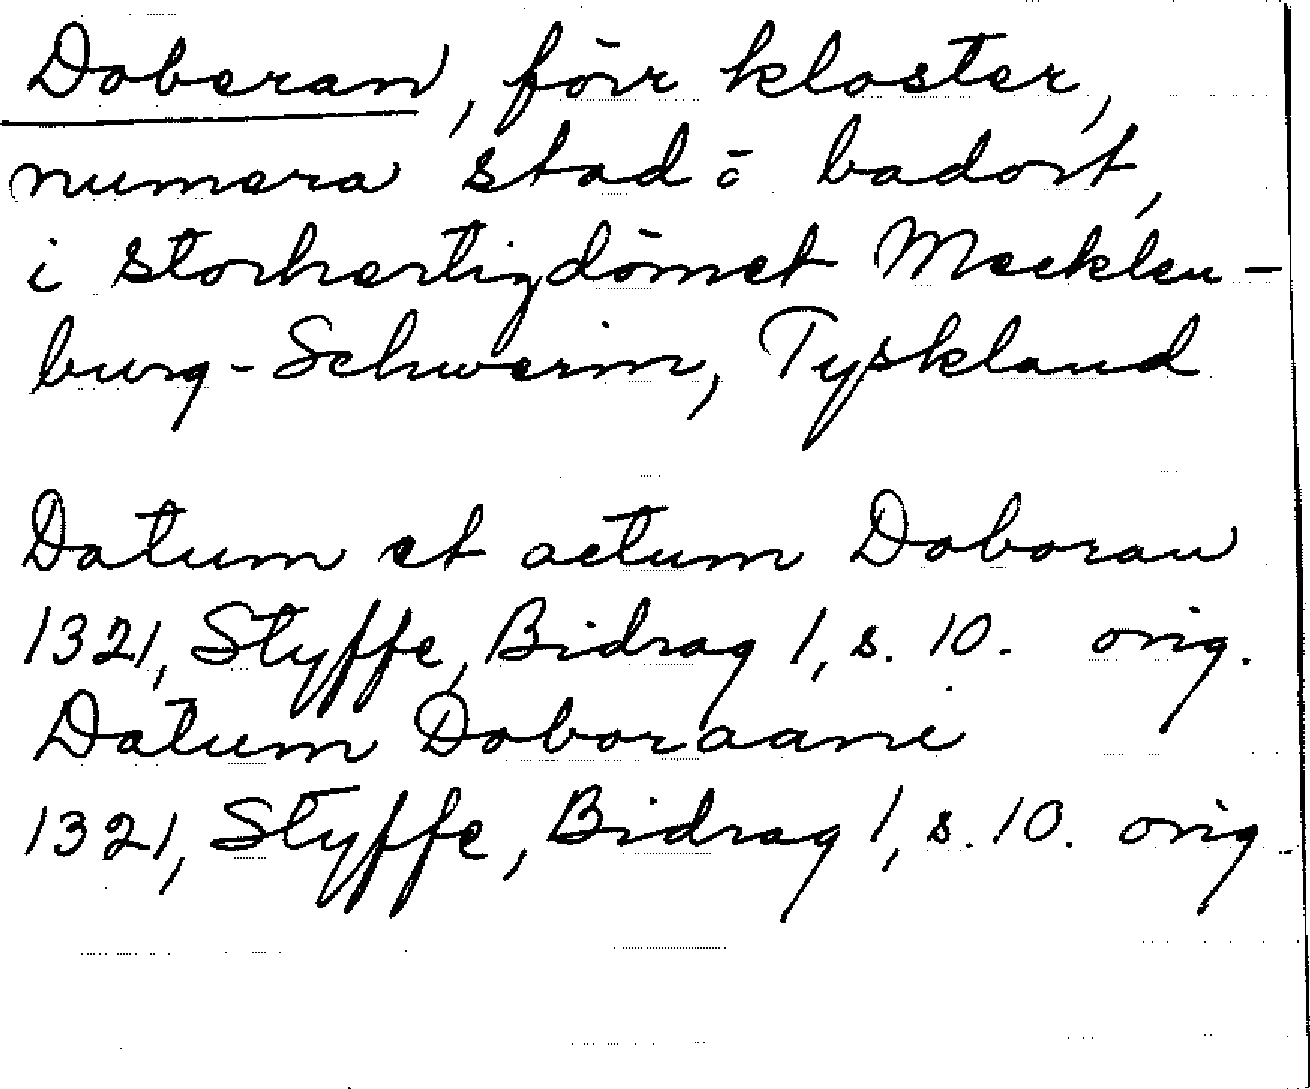 Doberan, förr kloster,
numera stad o badort,
i storhertigdömet Mecklen-
burg-Schwerin, Tyskland
Datum et actum Doboran
1321, Styffe, Bidrag 1, s. 10. orig.
Datum Doboraani
1321, Styffe, Bidrag 1, s. 10. orig.